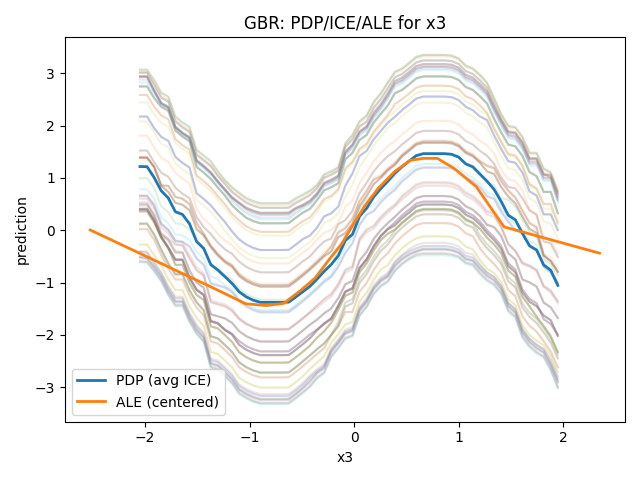 GBR: PDP/ICE/ALE for x3
prediction
3
2
1
0
−1
−2
−3
PDP (avg ICE)
ALE (centered)
−2
−1
0
1
2
x3